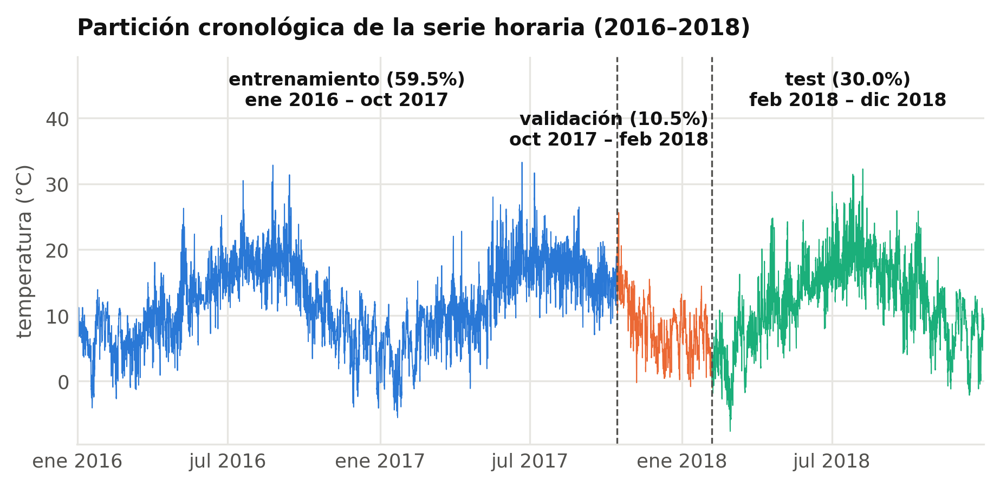 Partición cronológica de la serie horaria (2016–2018)
entrenamiento (59.5%)
ene 2016 – oct 2017
validación (10.5%)
oct 2017 – feb 2018
test (30.0%)
feb 2018 – dic 2018
temperatura (°C)
40
30
20
10
0
ene 2016
jul 2016
ene 2017
jul 2017
ene 2018
jul 2018